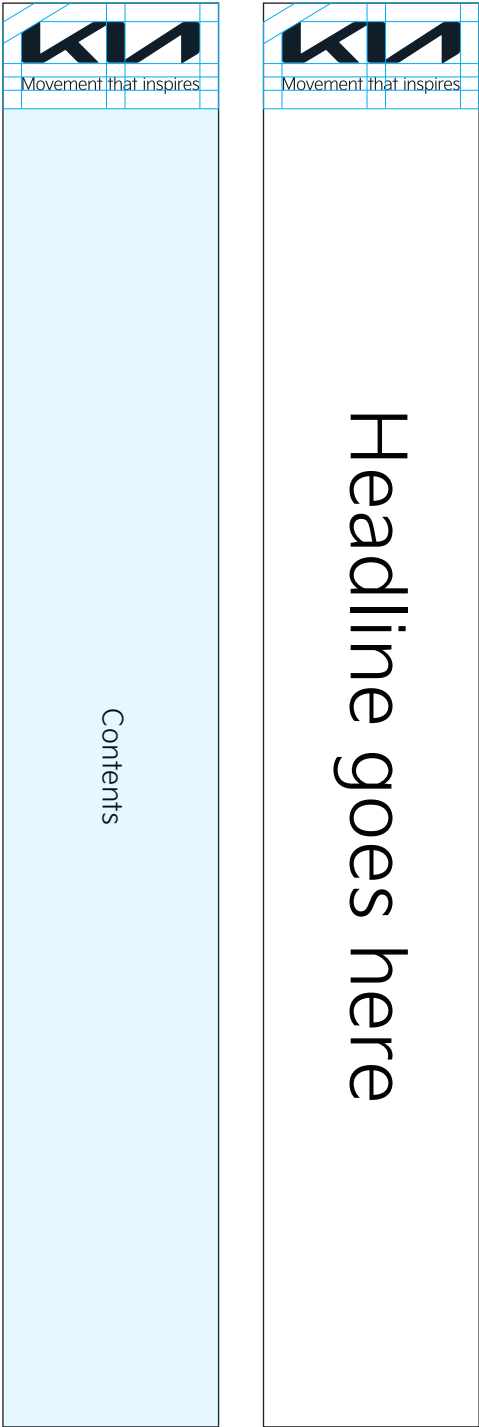 KIA
Movement that inspires
Contents
KIA
Movement that inspires
Headline goes here